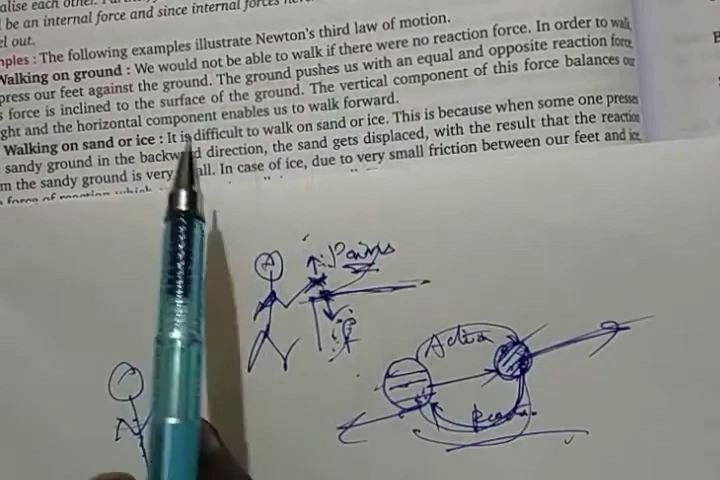 alise each other.
l be an internal force and since internal forces
el out.
nples : The following examples illustrate Newton's third law of motion.
Walking on ground : We would not be able to walk if there were no reaction force. In order to walk,
press our feet against the ground. The ground pushes us with an equal and opposite reaction force.
s force is inclined to the surface of the ground. The vertical component of this force balances our
ght and the horizontal component enables us to walk forward.
Walking on sand or ice : It is difficult to walk on sand or ice. This is because when some one presses
sandy ground in the backw d direction, the sand gets displaced, with the result that the reaction
m the sandy ground is very all. In case of ice, due to very small friction between our feet and ice,
force of reaction which
A
Action